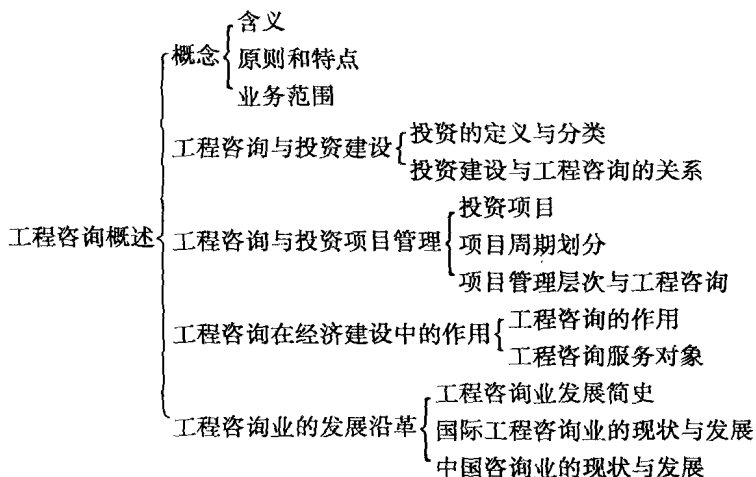 含义
概念
原则和特点
业务范围
工程咨询与投资建设
投资的定义与分类
投资建设与工程咨询的关系
工程咨询概述
工程咨询与投资项目管理
投资项目
项目周期划分
项目管理层次与工程咨询
工程咨询在经济建设中的作用
工程咨询的作用
工程咨询服务对象
工程咨询业的发展沿革
工程咨询业发展简史
国际工程咨询业的现状与发展
中国咨询业的现状与发展